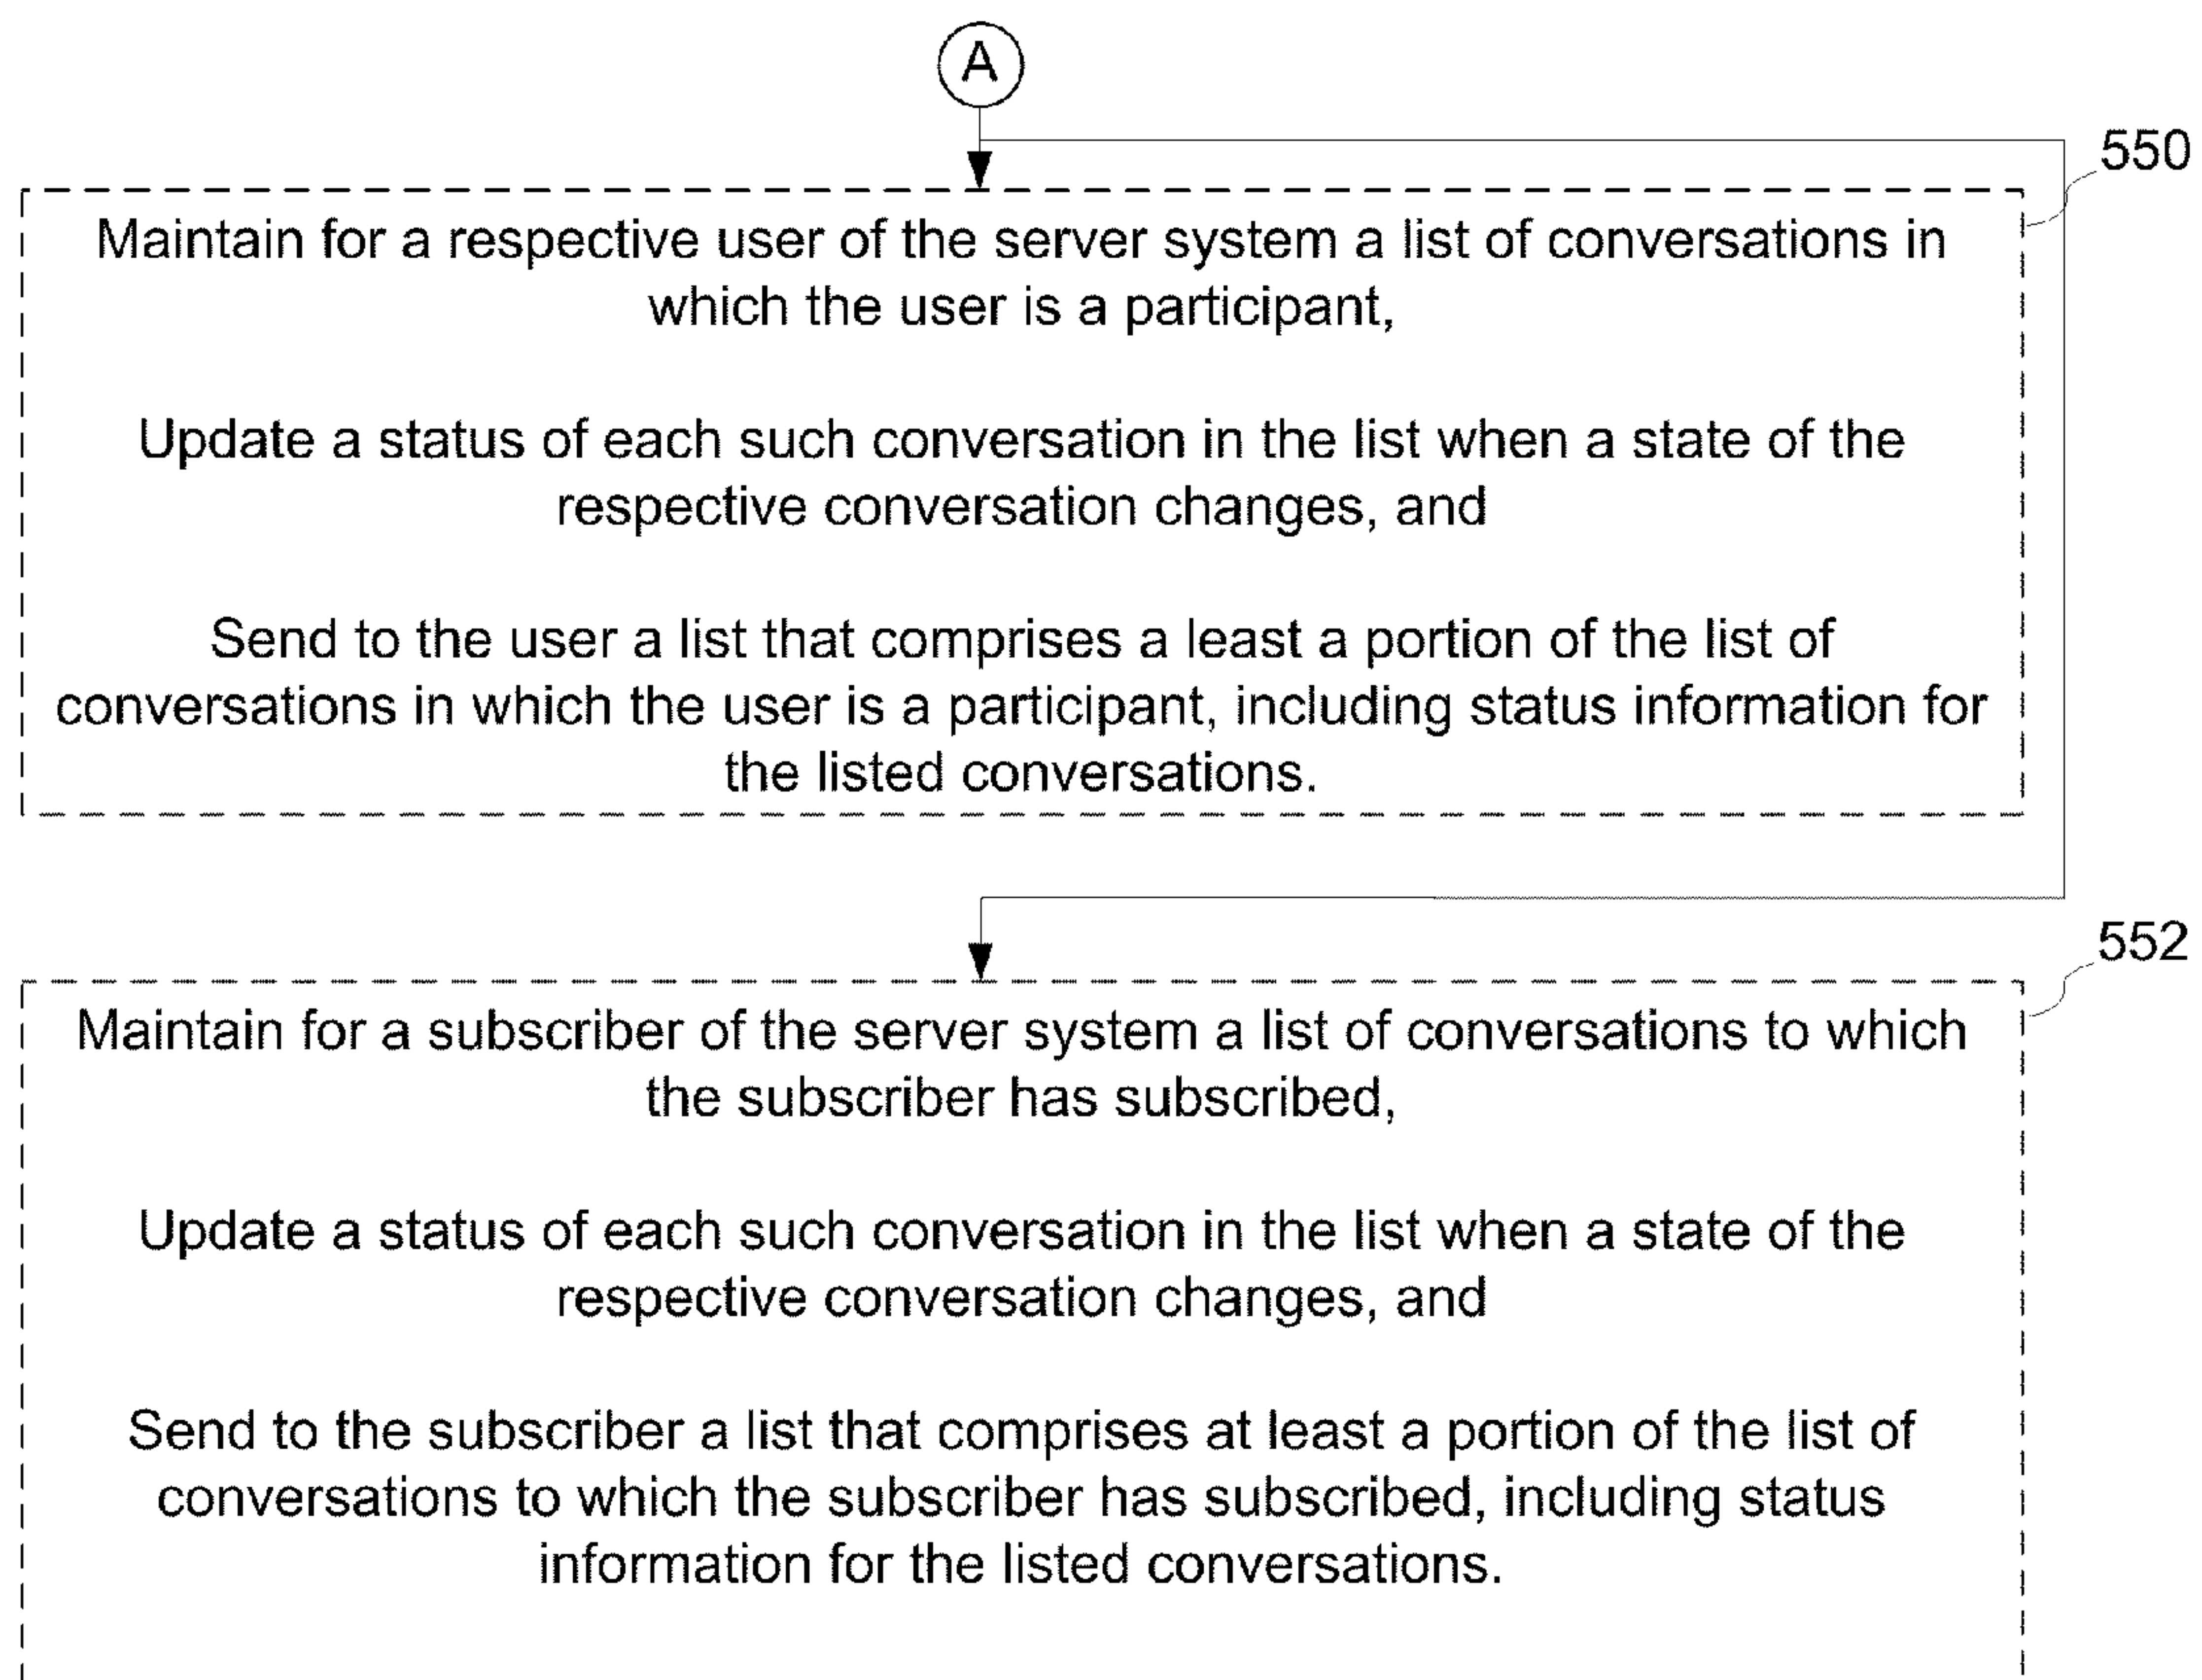 A
550
Maintain for a respective user of the server system a list of conversations in
which the user is a participant,
Update a status of each such conversation in the list when a state of the
respective conversation changes, and
Send to the user a list that comprises a least a portion of the list of
conversations in which the user is a participant, including status information for
the listed conversations.
552
Maintain for a subscriber of the server system a list of conversations to which
the subscriber has subscribed,
Update a status of each such conversation in the list when a state of the
respective conversation changes, and
Send to the subscriber a list that comprises at least a portion of the list of
conversations to which the subscriber has subscribed, including status
information for the listed conversations.